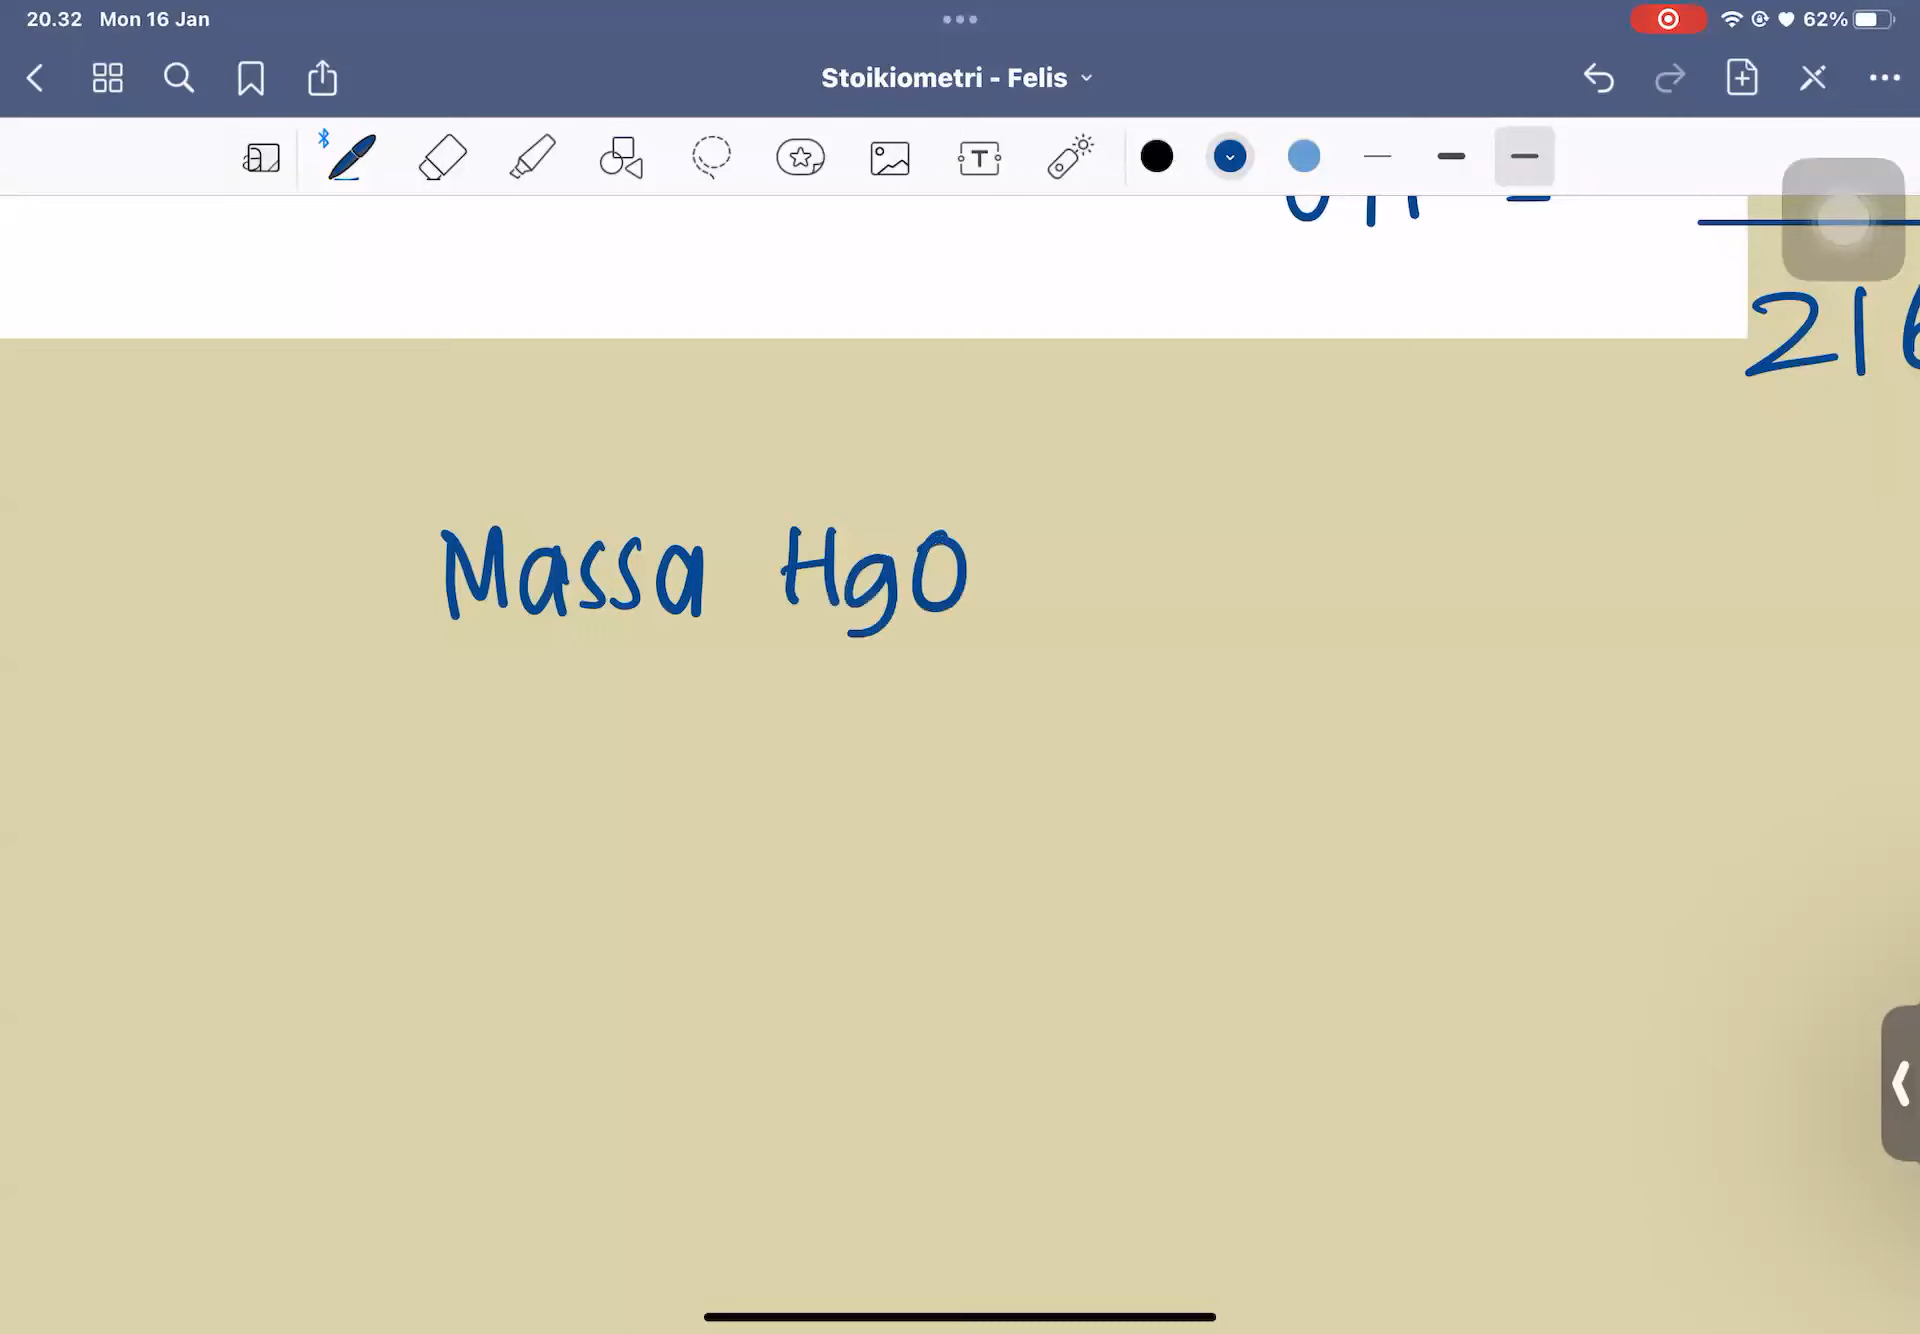 20.32 Mon 16 Jan 62%
Stoikiometri - Felis
T
=
Massa HgO